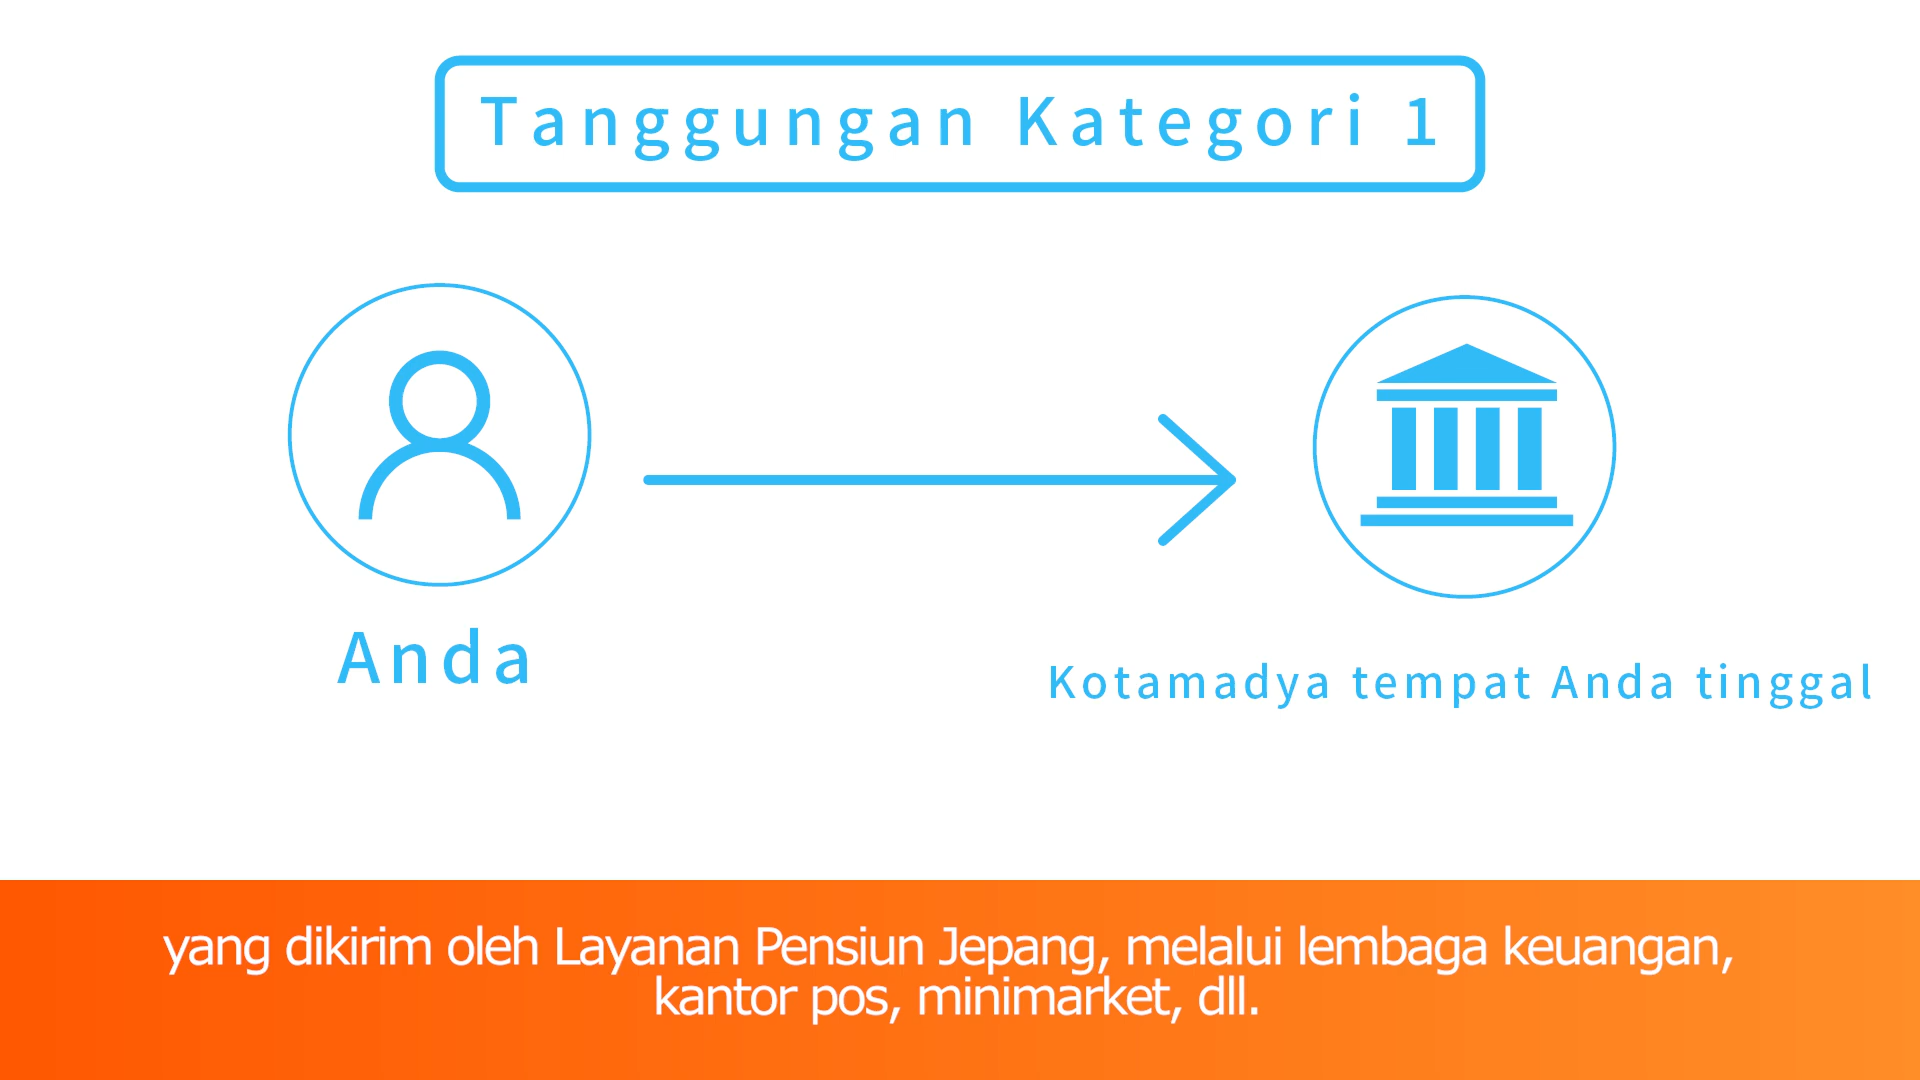 Tanggungan Kategori 1
Anda
Kotamadya tempat Anda tinggal
yang dikirim oleh Layanan Pensiun Jepang, melalui lembaga keuangan,
kantor pos, minimarket, dll.